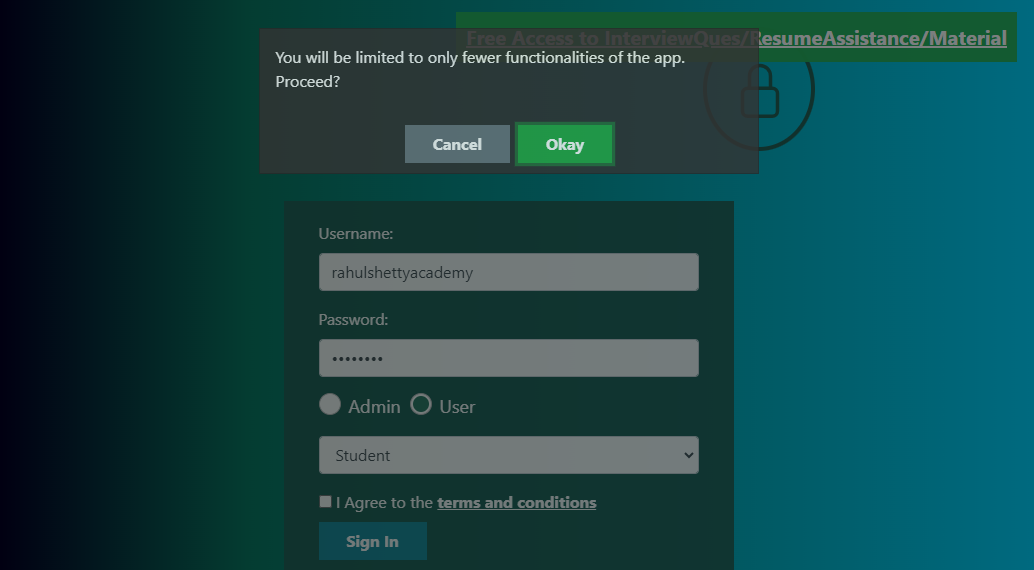 Free Access to InterviewQues/ResumeAssistance/Material
You will be limited to only fewer functionalities of the app.
Proceed?
Cancel Okay
Username:
rahulshettyacademy
Password:
••••••••
Admin User
Student
I Agree to the terms and conditions
Sign In